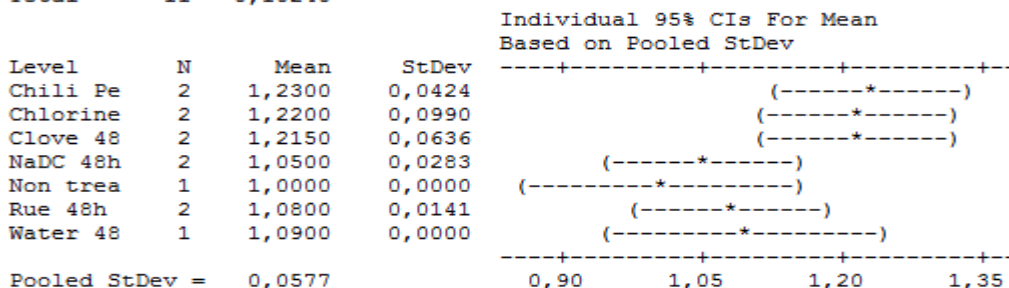 Individual 95% CIs For Mean
Based on Pooled StDev
Level N Mean StDev ----+---------+---------+---------+--
Chili Pe 2 1,2300 0,0424 (------*------)
Chlorine 2 1,2200 0,0990 (------*------)
Clove 48 2 1,2150 0,0636 (------*------)
NaDC 48h 2 1,0500 0,0283 (------*------)
Non trea 1 1,0000 0,0000 (---------*---------)
Rue 48h 2 1,0800 0,0141 (------*------)
Water 48 1 1,0900 0,0000 (---------*---------)
----+---------+---------+---------+--
Pooled StDev = 0,0577 0,90 1,05 1,20 1,35